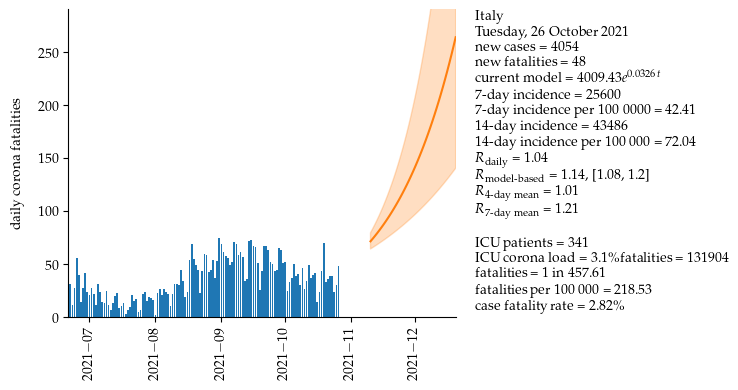 daily corona fatalities
250
200
150
100
50
0
2021−07
2021−08
2021−09
2021−10
2021−11
2021−12
Italy
Tuesday, 26 October 2021
new cases = 4054
new fatalities = 48
current model = 4009.43e^0.0326 t
7-day incidence = 25600
7-day incidence per 100 0000 = 42.41
14-day incidence = 43486
14-day incidence per 100 000 = 72.04
R_daily = 1.04
R_model-based = 1.14, [1.08, 1.2]
R_4-day mean = 1.01
R_7-day mean = 1.21
ICU patients = 341
ICU corona load = 3.1%fatalities = 131904
fatalities = 1 in 457.61
fatalities per 100 000 = 218.53
case fatality rate = 2.82%